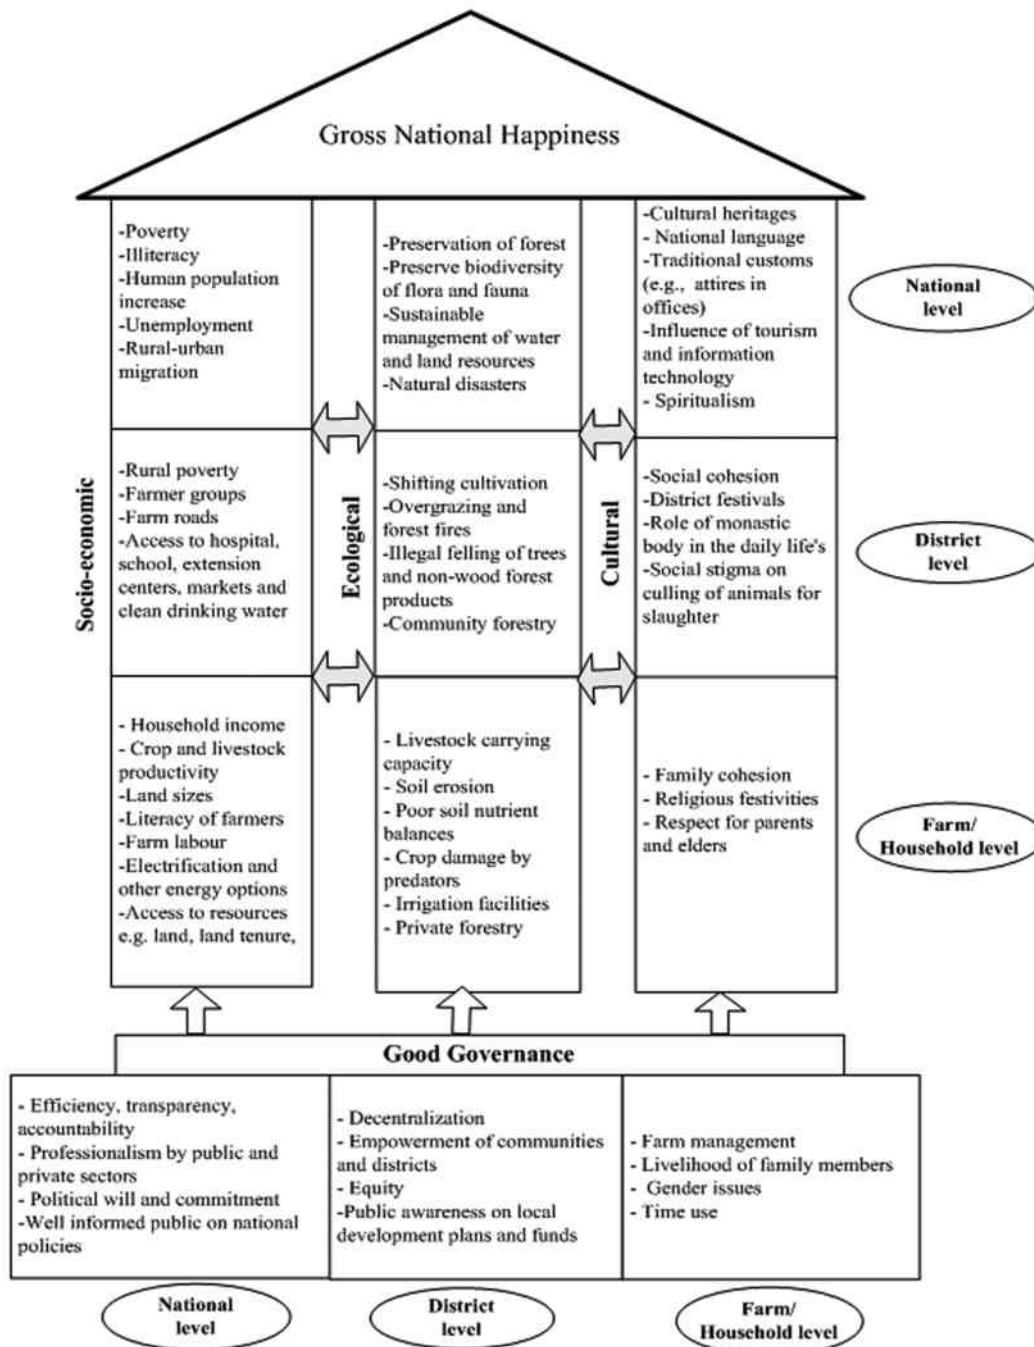 Gross National Happiness
-Poverty
-Illiteracy
-Human population
increase
-Unemployment
-Rural-urban
migration
-Preservation of forest
-Preserve biodiversity
of flora and fauna
-Sustainable
management of water
and land resources
-Natural disasters
-Cultural heritages
- National language
-Traditional customs
(e.g., attires in
offices)
-Influence of tourism
and information
technology
- Spiritualism
National
level
Socio-economic
-Rural poverty
-Farmer groups
-Farm roads
-Access to hospital,
school, extension
centers, markets and
clean drinking water
Ecological
-Shifting cultivation
-Overgrazing and
forest fires
-Illegal felling of trees
and non-wood forest
products
-Community forestry
Cultural
-Social cohesion
-District festivals
-Role of monastic
body in the daily life's
-Social stigma on
culling of animals for
slaughter
District
level
- Household income
- Crop and livestock
productivity
-Land sizes
-Literacy of farmers
-Farm labour
-Electrification and
other energy options
-Access to resources
e.g. land, land tenure,
- Livestock carrying
capacity
- Soil erosion
- Poor soil nutrient
balances
- Crop damage by
predators
- Irrigation facilities
- Private forestry
- Family cohesion
- Religious festivities
- Respect for parents
and elders
Farm/
Household level
Good Governance
- Efficiency, transparency,
accountability
- Professionalism by public and
private sectors
- Political will and commitment
-Well informed public on national
policies
- Decentralization
- Empowerment of communities
and districts
- Equity
-Public awareness on local
development plans and funds
- Farm management
- Livelihood of family members
- Gender issues
- Time use
National
level
District
level
Farm/
Household level